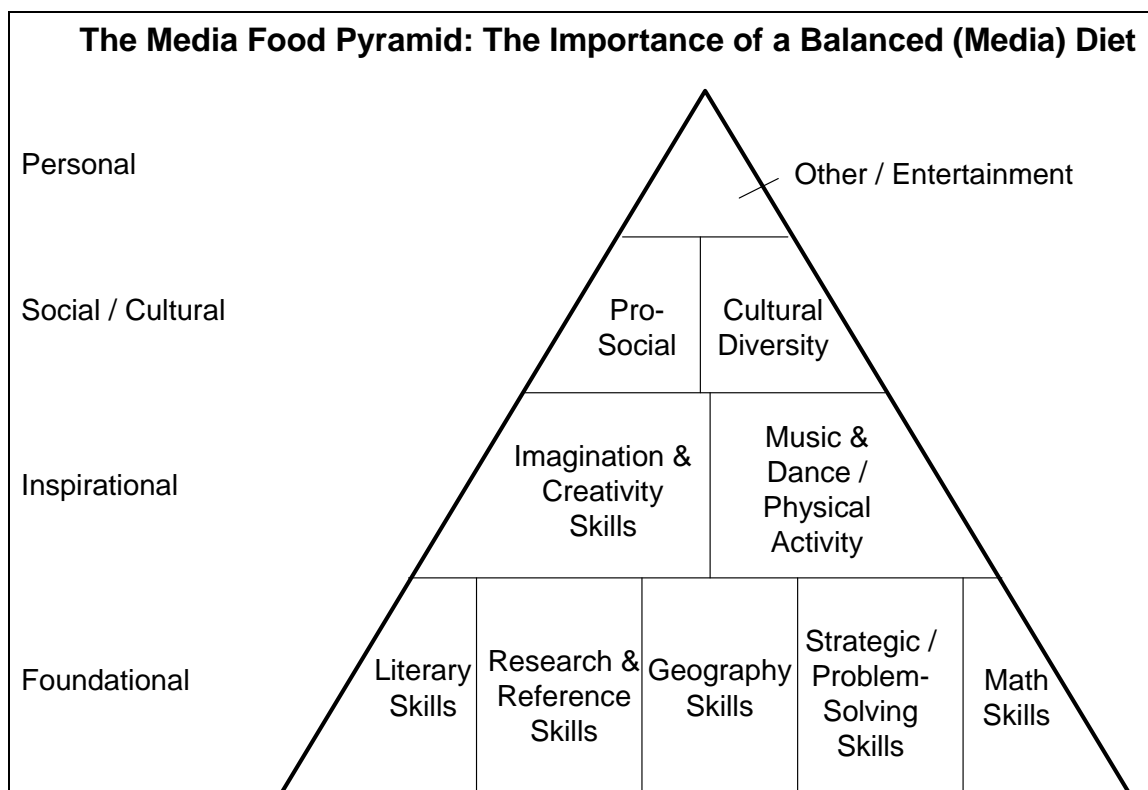 The Media Food Pyramid: The Importance of a Balanced (Media) Diet
Personal
Other / Entertainment
Social / Cultural
Pro-
Social
Cultural
Diversity
Inspirational
Imagination &
Creativity
Skills
Music &
Dance /
Physical
Activity
Foundational
Literary
Skills
Research &
Reference
Skills
Geography
Skills
Strategic /
Problem-
Solving
Skills
Math
Skills